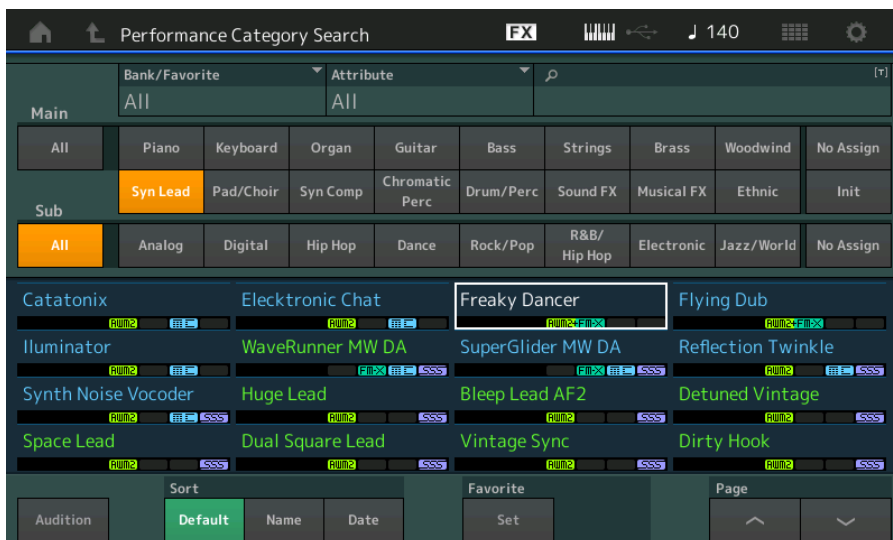 Performance Category Search FX ♩ 140
Bank/Favorite Attribute [T]
Main All All
All Piano Keyboard Organ Guitar Bass Strings Brass Woodwind No Assign
Syn Lead Pad/Choir Syn Comp Chromatic Perc Drum/Perc Sound FX Musical FX Ethnic Init
Sub
All Analog Digital Hip Hop Dance Rock/Pop R&B/ Hip Hop Electronic Jazz/World No Assign
Catatonix Elecktronic Chat Freaky Dancer Flying Dub
AWM2 AWM2 AWM2+FM-X AWM2+FM-X
Iluminator WaveRunner MW DA SuperGlider MW DA Reflection Twinkle
AWM2 FM-X SSS FM-X SSS AWM2 SSS
Synth Noise Vocoder Huge Lead Bleep Lead AF2 Detuned Vintage
AWM2 SSS AWM2 SSS AWM2 SSS AWM2 SSS
Space Lead Dual Square Lead Vintage Sync Dirty Hook
AWM2 SSS AWM2 SSS AWM2 SSS AWM2 SSS
Sort Favorite Page
Audition Default Name Date Set